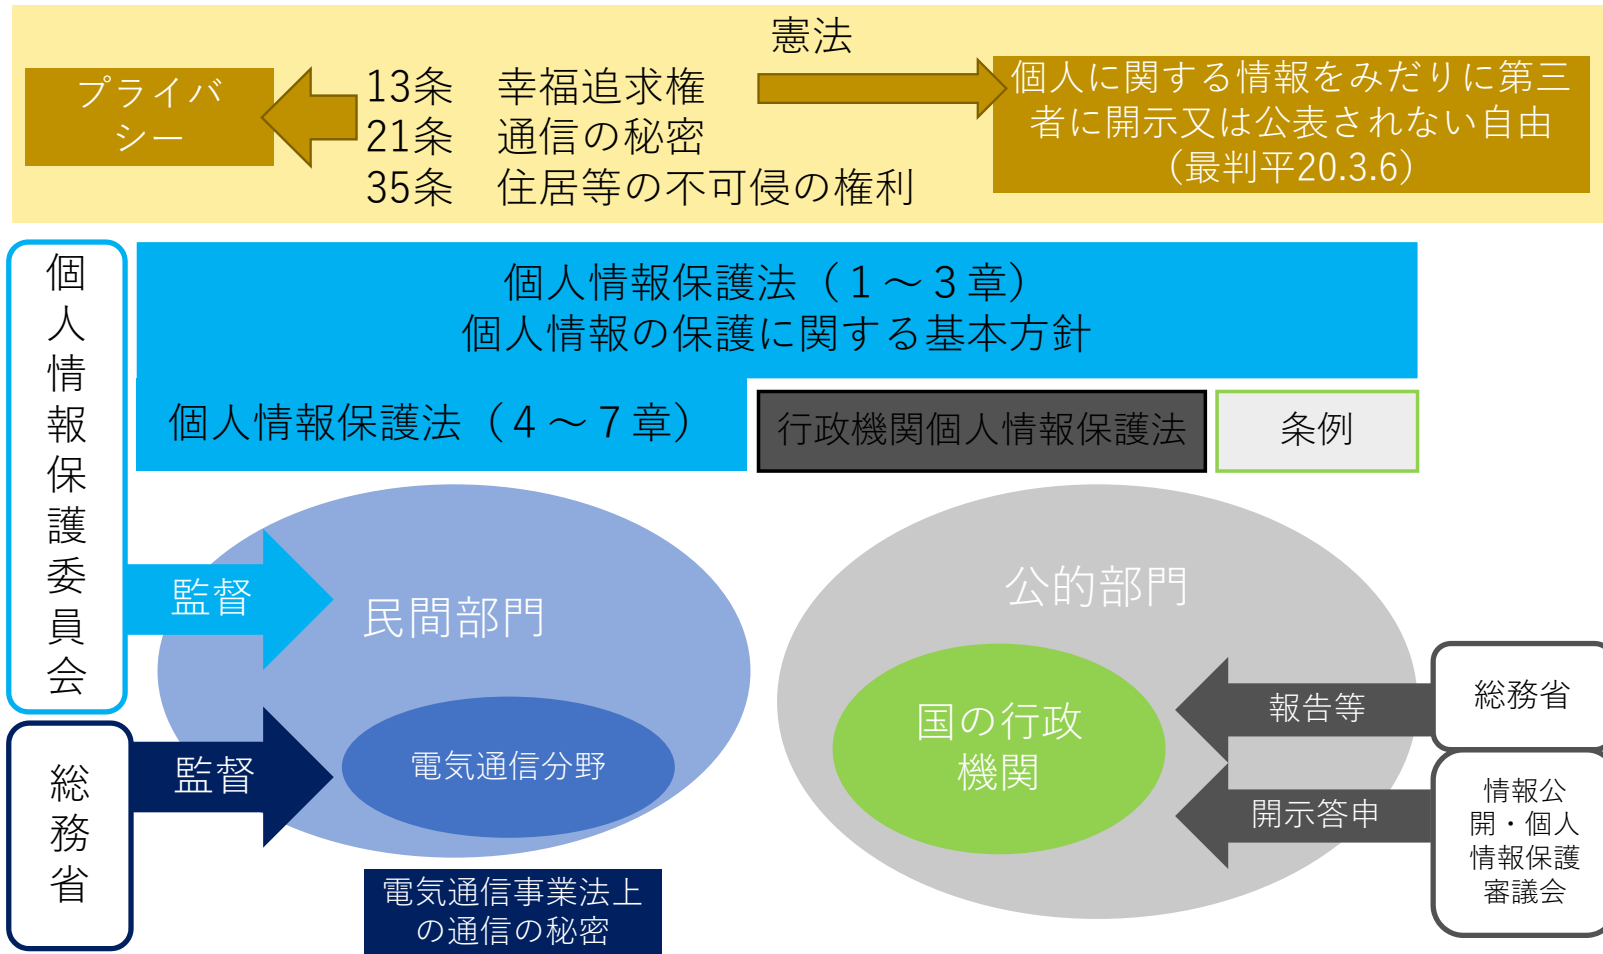 憲法
プライバ
シー
13条　幸福追求権
21条　通信の秘密
35条　住居等の不可侵の権利
個人に関する情報をみだりに第三
者に開示又は公表されない自由
（最判平20.3.6）
個人情報保護委員会
個人情報保護法（１～３章）
個人情報の保護に関する基本方針
個人情報保護法（４～７章）
行政機関個人情報保護法
条例
監督
民間部門
公的部門
総務省
監督
電気通信分野
国の行政
機関
報告等
総務省
開示答申
情報公
開・個人
情報保護
審議会
電気通信事業法上
の通信の秘密